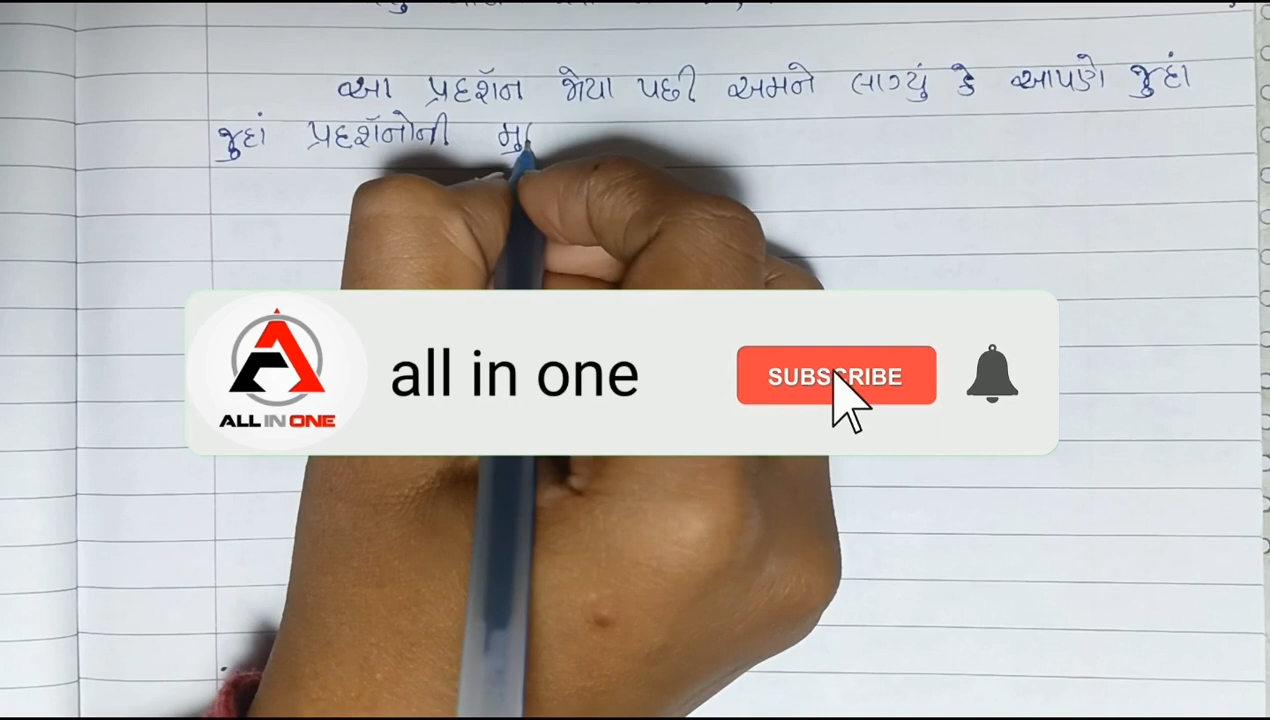 આ પ્રદર્શન જોયા પછી અમને લાગ્યું કે આપણે જુદાં
જુદાં પ્રદર્શનોની મુ
all in one
SUBSCRIBE
ALL IN ONE